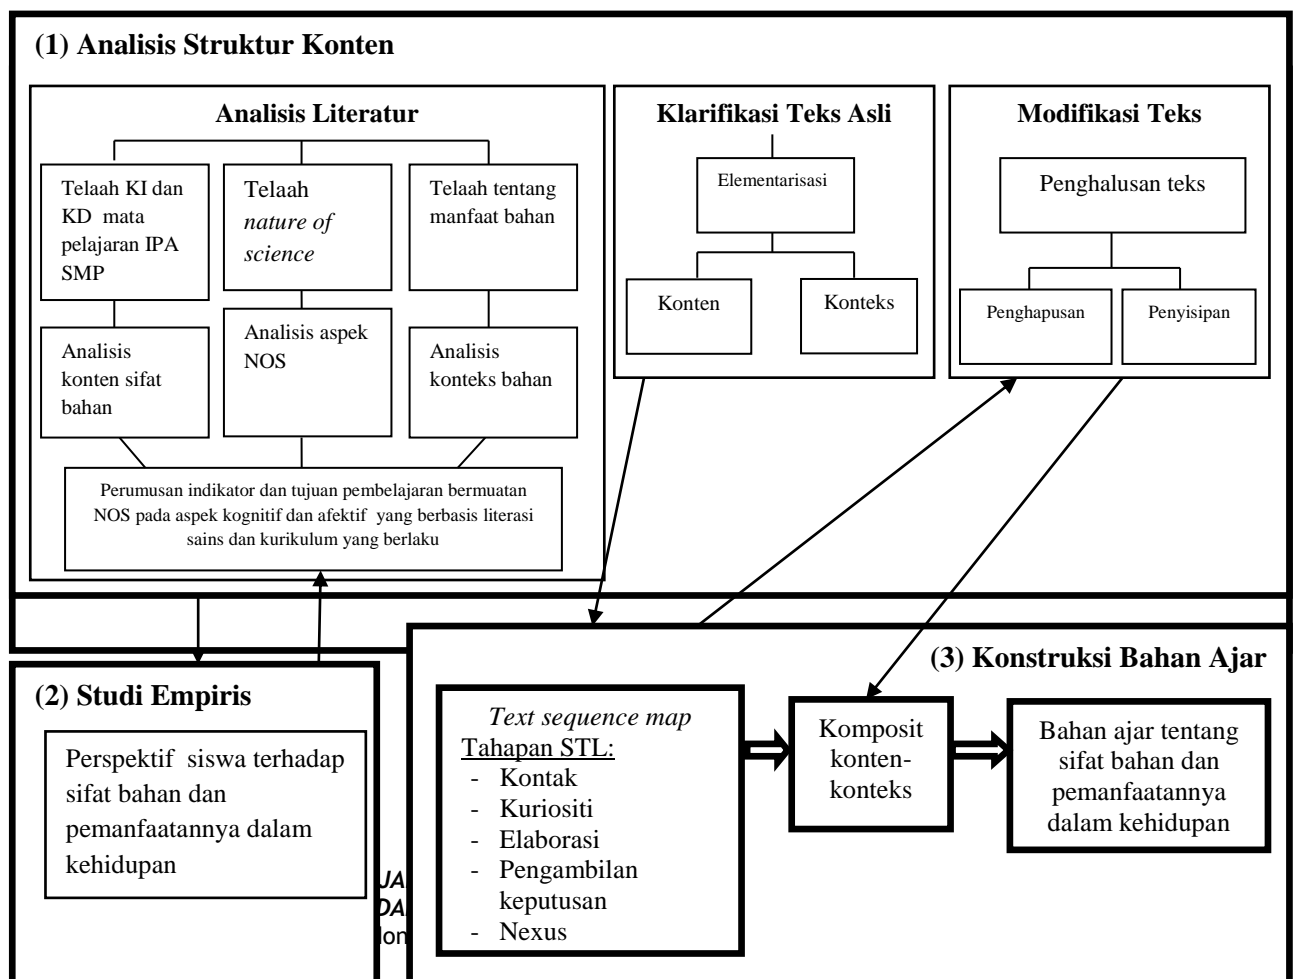 (1) Analisis Struktur Konten
Analisis Literatur
Telaah KI dan
KD mata
pelajaran IPA
SMP
Telaah
nature of
science
Telaah tentang
manfaat bahan
Analisis
konten sifat
bahan
Analisis aspek
NOS
Analisis
konteks bahan
Perumusan indikator dan tujuan pembelajaran bermuatan
NOS pada aspek kognitif dan afektif yang berbasis literasi
sains dan kurikulum yang berlaku
Klarifikasi Teks Asli
Elementarisasi
Konten
Konteks
Modifikasi Teks
Penghalusan teks
Penghapusan
Penyisipan
(2) Studi Empiris
Perspektif siswa terhadap
sifat bahan dan
pemanfaatannya dalam
kehidupan
(3) Konstruksi Bahan Ajar
Text sequence map
Tahapan STL:
- Kontak
- Kuriositi
- Elaborasi
- Pengambilan
keputusan
- Nexus
Komposit
konten-
konteks
Bahan ajar tentang
sifat bahan dan
pemanfaatannya
dalam kehidupan